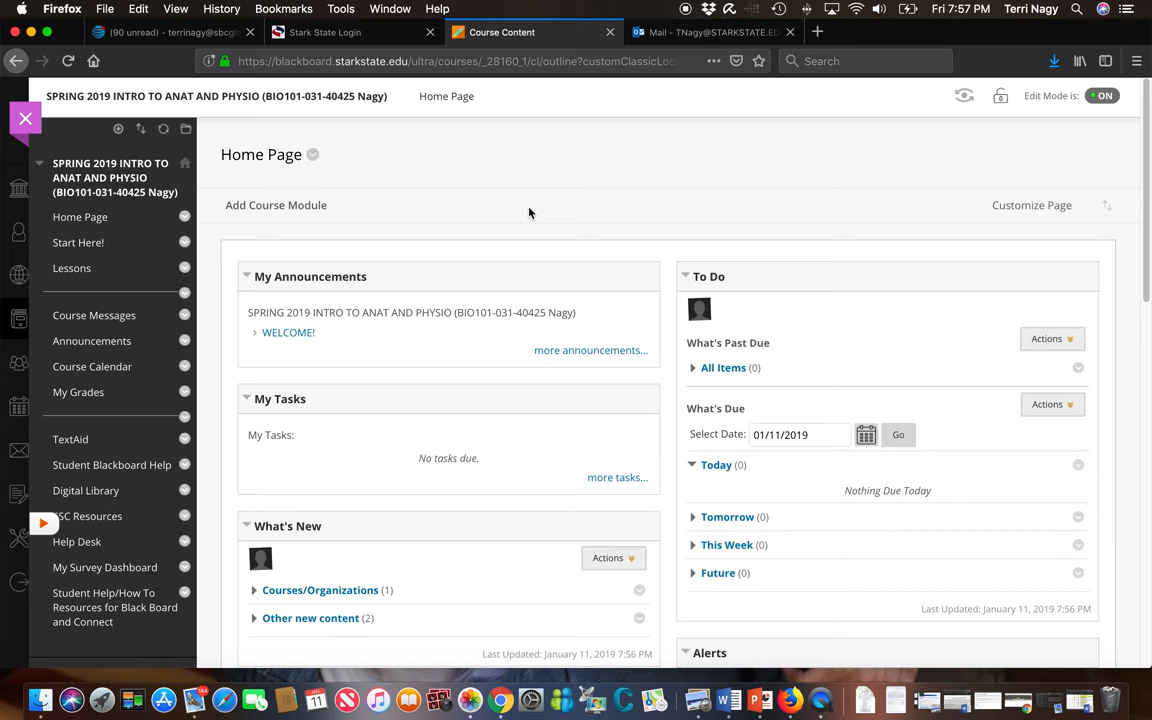 Firefox File Edit View History Bookmarks Tools Window Help Fri 7:57 PM Terri Nagy
(90 unread) - terrinagy@sbcgl Stark State Login Course Content Mail - TNagy@STARKSTATE.ED
https://blackboard.starkstate.edu/ultra/courses/_28160_1/cl/outline?customClassicLoc Search
SPRING 2019 INTRO TO ANAT AND PHYSIO (BIO101-031-40425 Nagy) Home Page Edit Mode is: ON
SPRING 2019 INTRO TO
ANAT AND PHYSIO
(BIO101-031-40425 Nagy)
Home Page
Start Here!
Lessons
Course Messages
Announcements
Course Calendar
My Grades
TextAid
Student Blackboard Help
Digital Library
SC Resources
Help Desk
My Survey Dashboard
Student Help/How To
Resources for Black Board
and Connect
Home Page
Add Course Module Customize Page
My Announcements
SPRING 2019 INTRO TO ANAT AND PHYSIO (BIO101-031-40425 Nagy)
WELCOME!
more announcements...
My Tasks
My Tasks:
No tasks due.
more tasks...
What's New
Actions
Courses/Organizations (1)
Other new content (2)
Last Updated: January 11, 2019 7:56 PM
To Do
What's Past Due
Actions
All Items (0)
What's Due
Actions
Select Date: 01/11/2019 Go
Today (0)
Nothing Due Today
Tomorrow (0)
This Week (0)
Future (0)
Last Updated: January 11, 2019 7:56 PM
Alerts